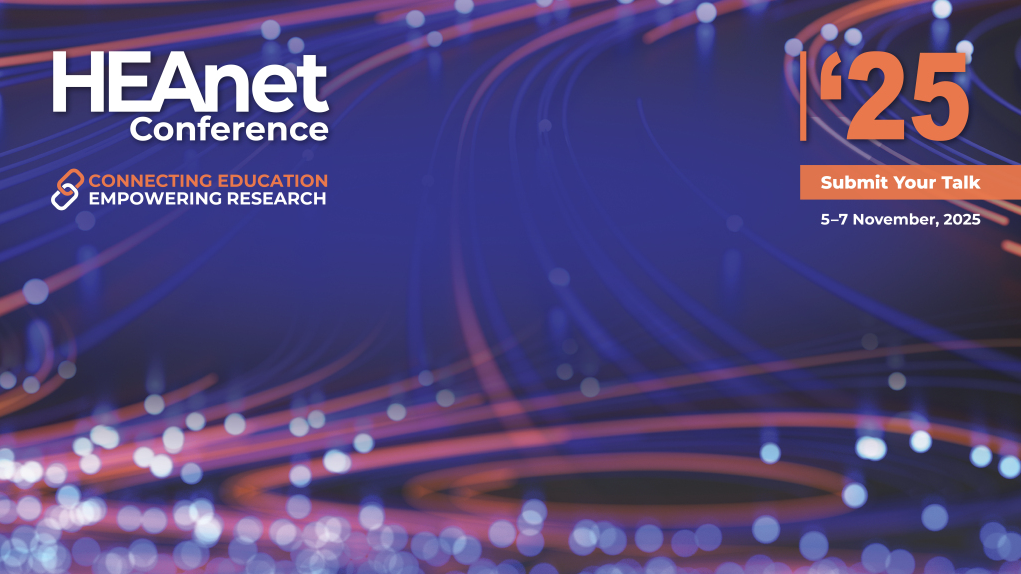 HEAnet
Conference
CONNECTING EDUCATION
EMPOWERING RESEARCH
‘25
Submit Your Talk
5–7 November, 2025